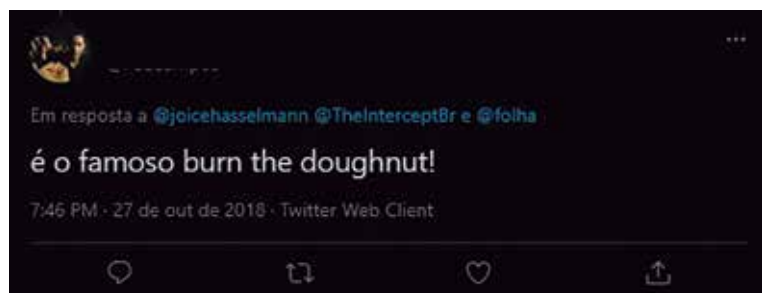 Em resposta a @joicehasselmann @TheInterceptBr e @folha
é o famoso burn the doughnut!
7:46 PM · 27 de out de 2018 · Twitter Web Client